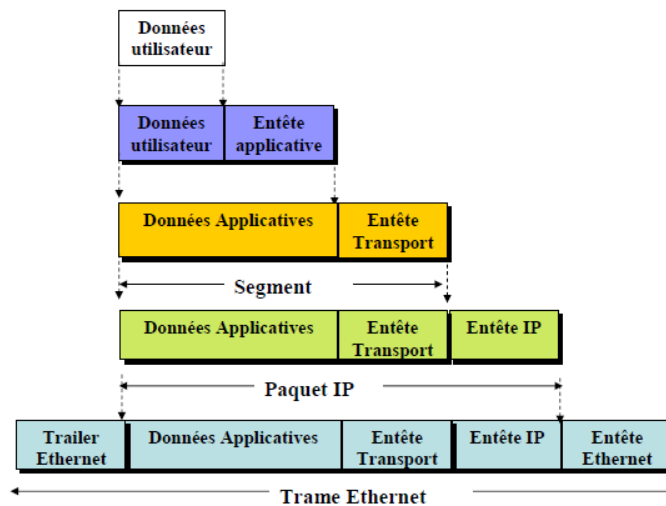 Données
utilisateur
Données
utilisateur
Entête
applicative
Données Applicatives
Entête
Transport
Segment
Données Applicatives
Entête
Transport
Entête IP
Paquet IP
Trailer
Ethernet
Données Applicatives
Entête
Transport
Entête IP
Entête
Ethernet
Trame Ethernet